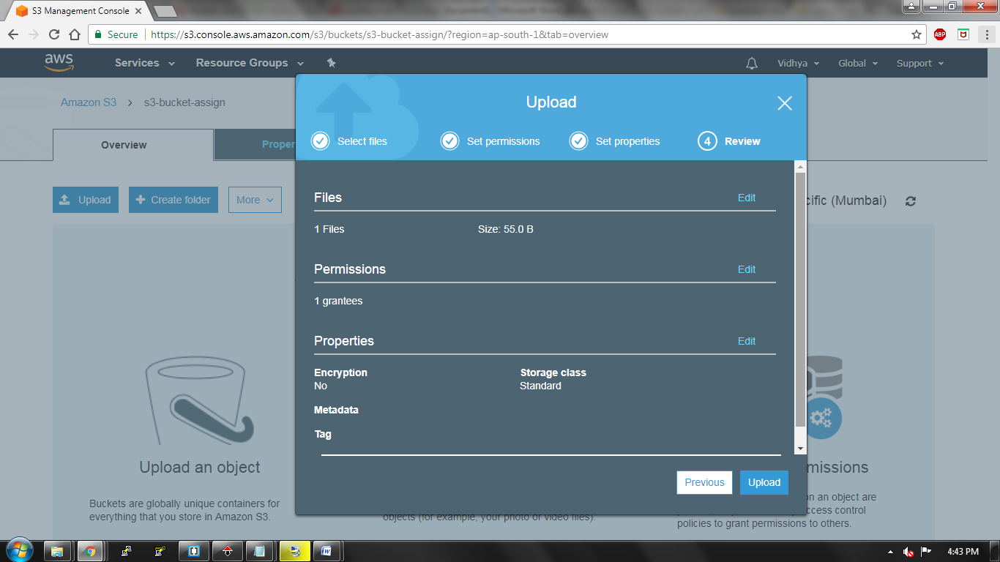 S3 Management Console
Secure
https://s3.console.aws.amazon.com/s3/buckets/s3-bucket-assign/?region=ap-south-1&tab=overview
ABP
aws
Services
Resource Groups
Vidhya
Global
Support
Amazon S3 > s3-bucket-assign
Overview
Proper
Upload
Create folder
More
cific (Mumbai)
Upload
Select files
Set permissions
Set properties
4 Review
Files
Edit
1 Files
Size: 55.0 B
Permissions
Edit
1 grantees
Properties
Edit
Encryption
Storage class
No
Standard
Metadata
Tag
Previous
Upload
Upload an object
Buckets are globally unique containers for
everything that you store in Amazon S3.
objects (for example, your photo or video files).
missions
on an object are
ccess control
policies to grant permissions to others.
4:43 PM